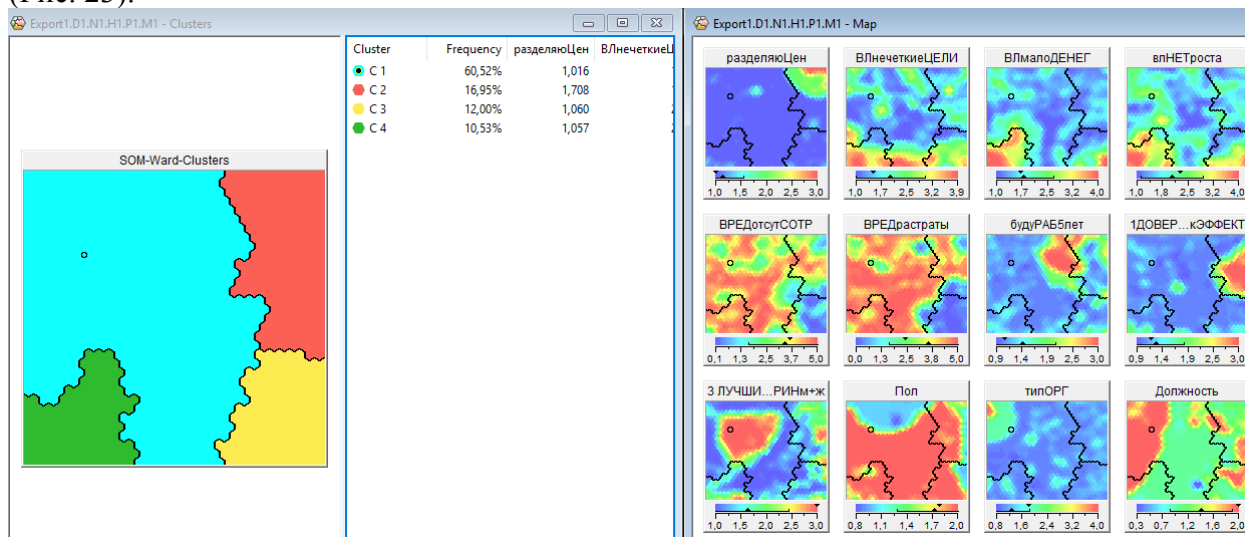 (Рис. 25).
Export1.D1.N1.H1.P1.M1 - Clusters
SOM-Ward-Clusters
Cluster Frequency разделяюЦен ВЛнечеткиеЦ
C 1 60,52% 1,016
C 2 16,95% 1,708
C 3 12,00% 1,060
C 4 10,53% 1,057
Export1.D1.N1.H1.P1.M1 - Map
разделяюЦен ВЛнечеткиеЦЕЛИ ВЛмалоДЕНЕГ влНЕТроста
1,0 1,5 2,0 2,5 3,0 1,0 1,7 2,5 3,2 3,9 1,0 1,7 2,5 3,2 4,0 1,0 1,8 2,5 3,2 4,0
ВРЕДотсутСОТР ВРЕДрастраты будуРАБ5лет 1ДОВЕР...кЭФФЕКТ
0,1 1,3 2,5 3,7 5,0 0,0 1,3 2,5 3,8 5,0 0,9 1,4 2,0 2,5 3,0 0,9 1,4 1,9 2,5 3,0
3 ЛУЧШИ...РИНм+ж Пол типОРГ Должность
1,0 1,5 2,0 2,5 3,0 0,8 1,1 1,4 1,7 2,0 0,8 1,6 2,4 3,2 4,0 0,3 0,7 1,2 1,6 2,0